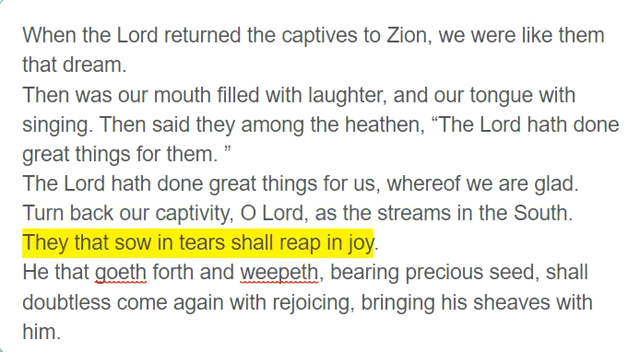 When the Lord returned the captives to Zion, we were like them
that dream.
Then was our mouth filled with laughter, and our tongue with
singing. Then said they among the heathen, “The Lord hath done
great things for them. ”
The Lord hath done great things for us, whereof we are glad.
Turn back our captivity, O Lord, as the streams in the South.
They that sow in tears shall reap in joy.
He that goeth forth and weepeth, bearing precious seed, shall
doubtless come again with rejoicing, bringing his sheaves with
him.